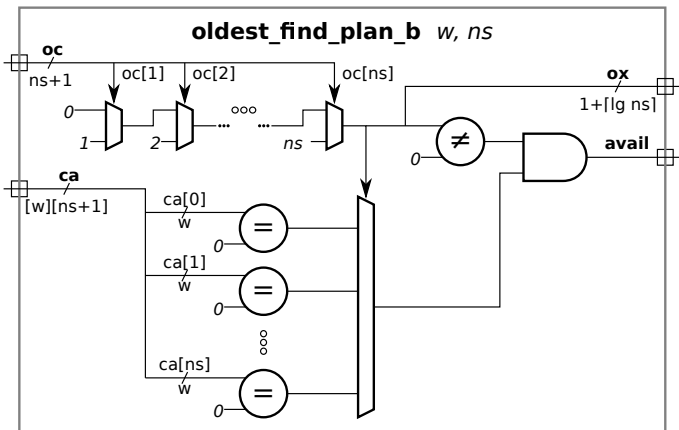 oldest_find_plan_b w, ns
oc
ns+1
oc[1]
oc[2]
oc[ns]
ox
1+⌈lg ns⌉
0
1
2
ns
0
≠
avail
ca
[w][ns+1]
ca[0]
w
0
=
ca[1]
w
0
=
ca[ns]
w
0
=